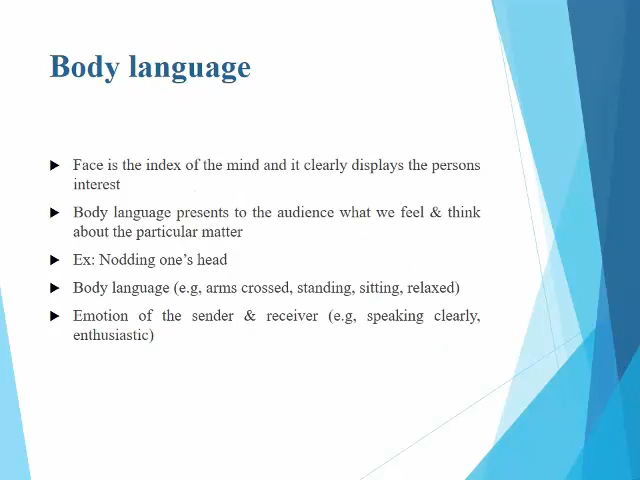 Body language
Face is the index of the mind and it clearly displays the persons
interest
Body language presents to the audience what we feel & think
about the particular matter
Ex: Nodding one’s head
Body language (e.g, arms crossed, standing, sitting, relaxed)
Emotion of the sender & receiver (e.g, speaking clearly,
enthusiastic)